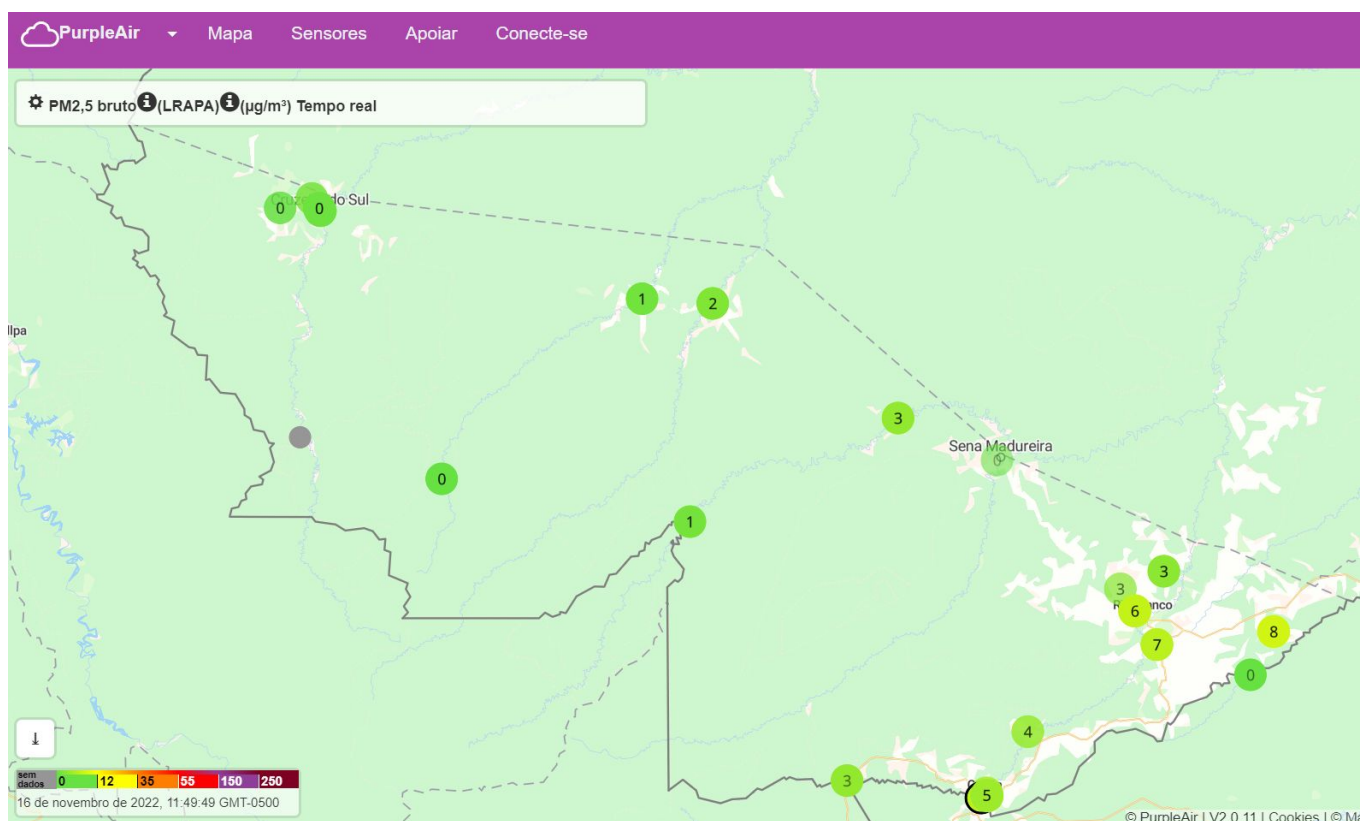 PurpleAir Mapa Sensores Apoiar Conecte-se
PM2,5 bruto (LRAPA) (µg/m³) Tempo real
0 0 do Sul
1 2
llpa
3
Sena Madureira
0
0
1
3
3
6
7 8
0
4
3
5
sem dados 0 12 35 55 150 250
16 de novembro de 2022, 11:49:49 GMT-0500
© PurpleAir | V2.0.11 | Cookies | © Ma